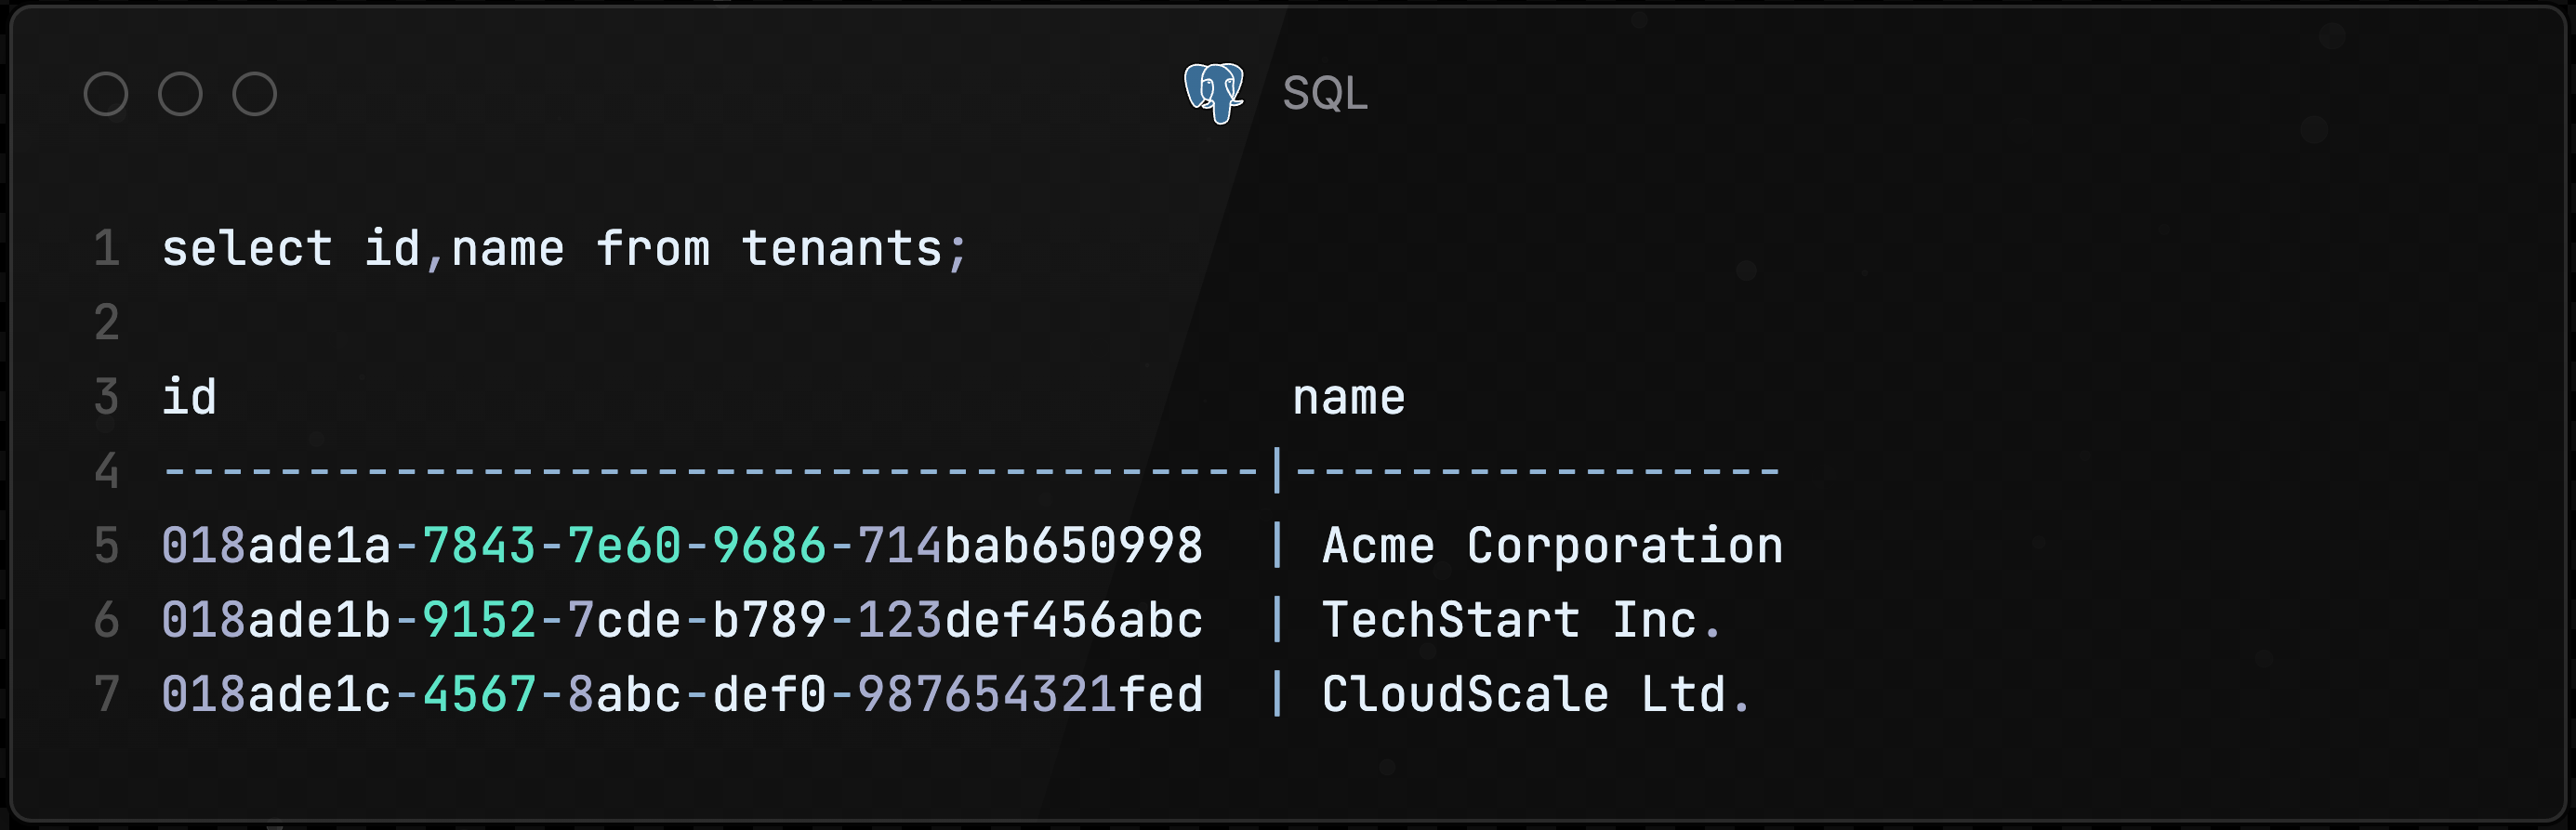 SQL
1 select id,name from tenants;
2
3 id                                     name
4 --------------------------------------|-----------------
5 018ade1a-7843-7e60-9686-714bab650998  | Acme Corporation
6 018ade1b-9152-7cde-b789-123def456abc  | TechStart Inc.
7 018ade1c-4567-8abc-def0-987654321fed  | CloudScale Ltd.